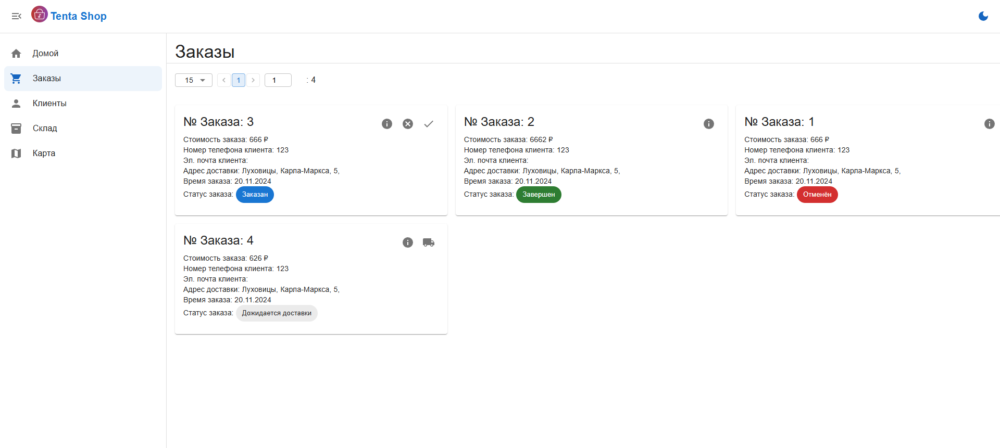 Tenta Shop
Домой
Заказы
Клиенты
Склад
Карта
Заказы
15
1
1
: 4
№ Заказа: 3
Стоимость заказа: 666 ₽
Номер телефона клиента: 123
Эл. почта клиента:
Адрес доставки: Луховицы, Карла-Маркса, 5,
Время заказа: 20.11.2024
Статус заказа: Заказан
№ Заказа: 2
Стоимость заказа: 6662 ₽
Номер телефона клиента: 123
Эл. почта клиента:
Адрес доставки: Луховицы, Карла-Маркса, 5,
Время заказа: 20.11.2024
Статус заказа: Завершен
№ Заказа: 1
Стоимость заказа: 666 ₽
Номер телефона клиента: 123
Эл. почта клиента:
Адрес доставки: Луховицы, Карла-Маркса, 5,
Время заказа: 20.11.2024
Статус заказа: Отменён
№ Заказа: 4
Стоимость заказа: 626 ₽
Номер телефона клиента: 123
Эл. почта клиента:
Адрес доставки: Луховицы, Карла-Маркса, 5,
Время заказа: 20.11.2024
Статус заказа: Дожидается доставки